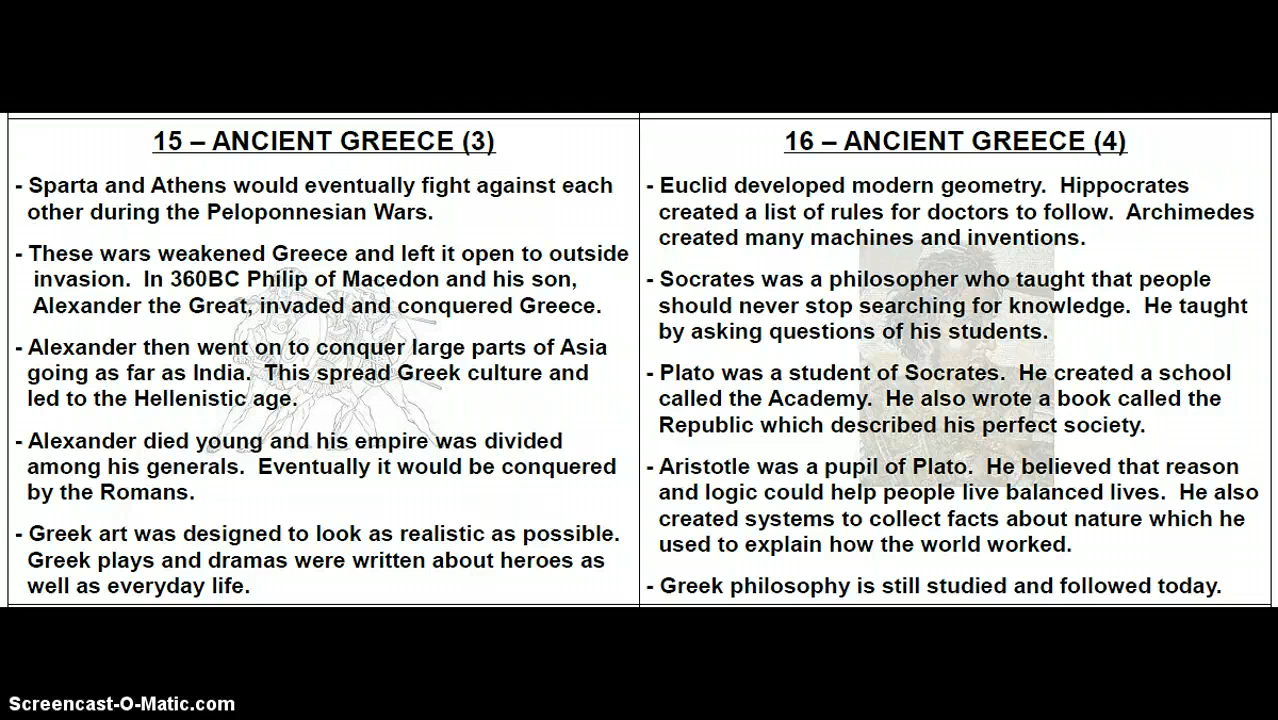 15 – ANCIENT GREECE (3)
- Sparta and Athens would eventually fight against each
other during the Peloponnesian Wars.
- These wars weakened Greece and left it open to outside
invasion.  In 360BC Philip of Macedon and his son,
Alexander the Great, invaded and conquered Greece.
- Alexander then went on to conquer large parts of Asia
going as far as India.  This spread Greek culture and
led to the Hellenistic age.
- Alexander died young and his empire was divided
among his generals.  Eventually it would be conquered
by the Romans.
- Greek art was designed to look as realistic as possible.
Greek plays and dramas were written about heroes as
well as everyday life.
16 – ANCIENT GREECE (4)
- Euclid developed modern geometry.  Hippocrates
created a list of rules for doctors to follow.  Archimedes
created many machines and inventions.
- Socrates was a philosopher who taught that people
should never stop searching for knowledge.  He taught
by asking questions of his students.
- Plato was a student of Socrates.  He created a school
called the Academy.  He also wrote a book called the
Republic which described his perfect society.
- Aristotle was a pupil of Plato.  He believed that reason
and logic could help people live balanced lives.  He also
created systems to collect facts about nature which he
used to explain how the world worked.
- Greek philosophy is still studied and followed today.
Screencast-O-Matic.com